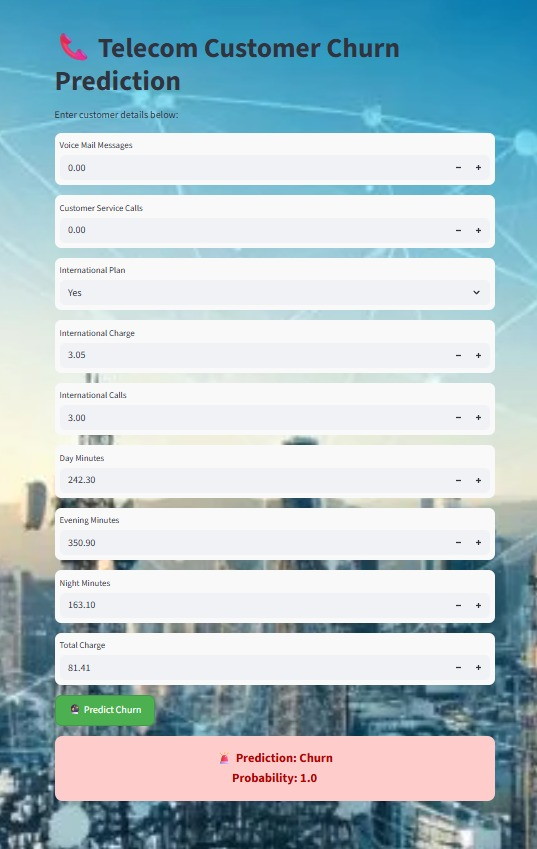 Telecom Customer Churn
Prediction
Enter customer details below:
Voice Mail Messages
0.00
Customer Service Calls
0.00
International Plan
Yes
International Charge
3.05
International Calls
3.00
Day Minutes
242.30
Evening Minutes
350.90
Night Minutes
163.10
Total Charge
81.41
Predict Churn
Prediction: Churn
Probability: 1.0